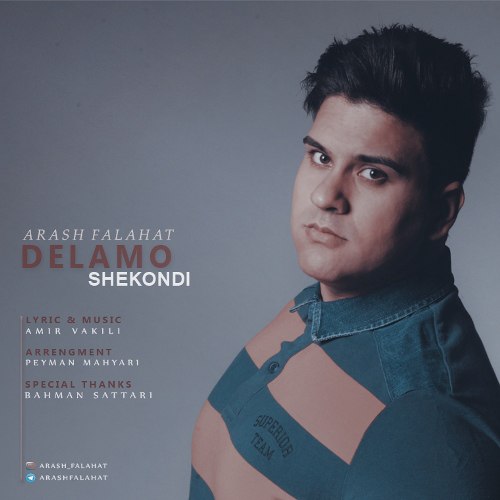 ARASH FALAHAT
DELAMO
SHEKONDI
LYRIC & MUSIC
AMIR VAKILI
ARRENGMENT
PEYMAN MAHYARI
SPECIAL THANKS
BAHMAN SATTARI
ARASH_FALAHAT
ARASHFALAHAT
SUPERIOR
TEAM.